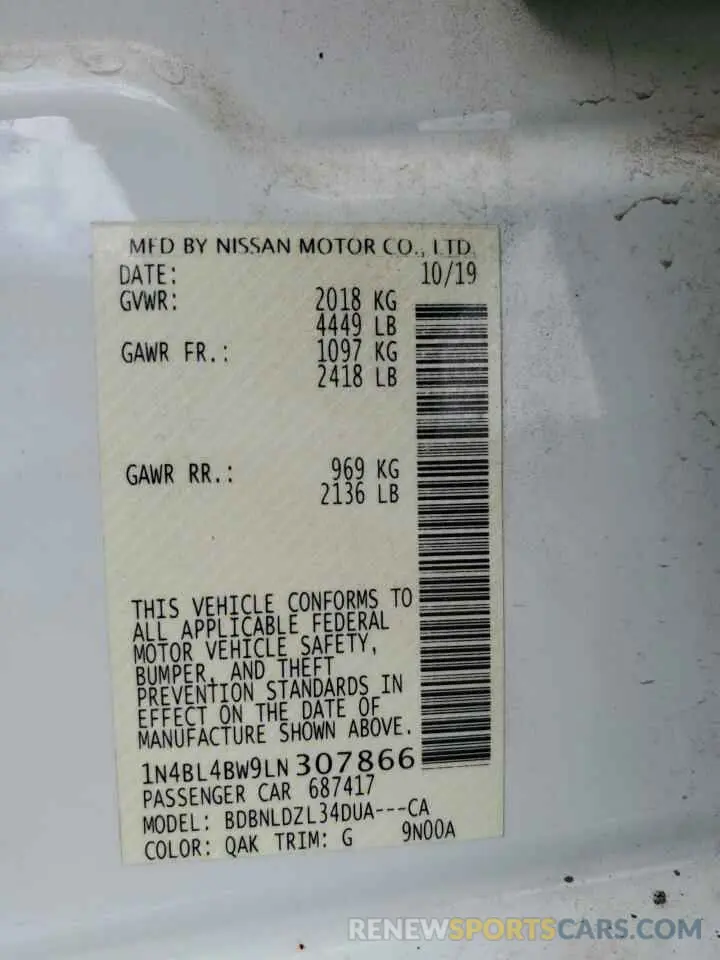 MFD BY NISSAN MOTOR CO., LTD.
DATE: 10/19
GVWR: 2018 KG
4449 LB
GAWR FR.: 1097 KG
2418 LB
GAWR RR.: 969 KG
2136 LB
THIS VEHICLE CONFORMS TO
ALL APPLICABLE FEDERAL
MOTOR VEHICLE SAFETY,
BUMPER, AND THEFT
PREVENTION STANDARDS IN
EFFECT ON THE DATE OF
MANUFACTURE SHOWN ABOVE.
1N4BL4BW9LN307866
PASSENGER CAR 687417
MODEL: BDBNLDZL34DUA---CA
COLOR: QAK TRIM: G 9N00A
RENEWSPORTSCARS.COM